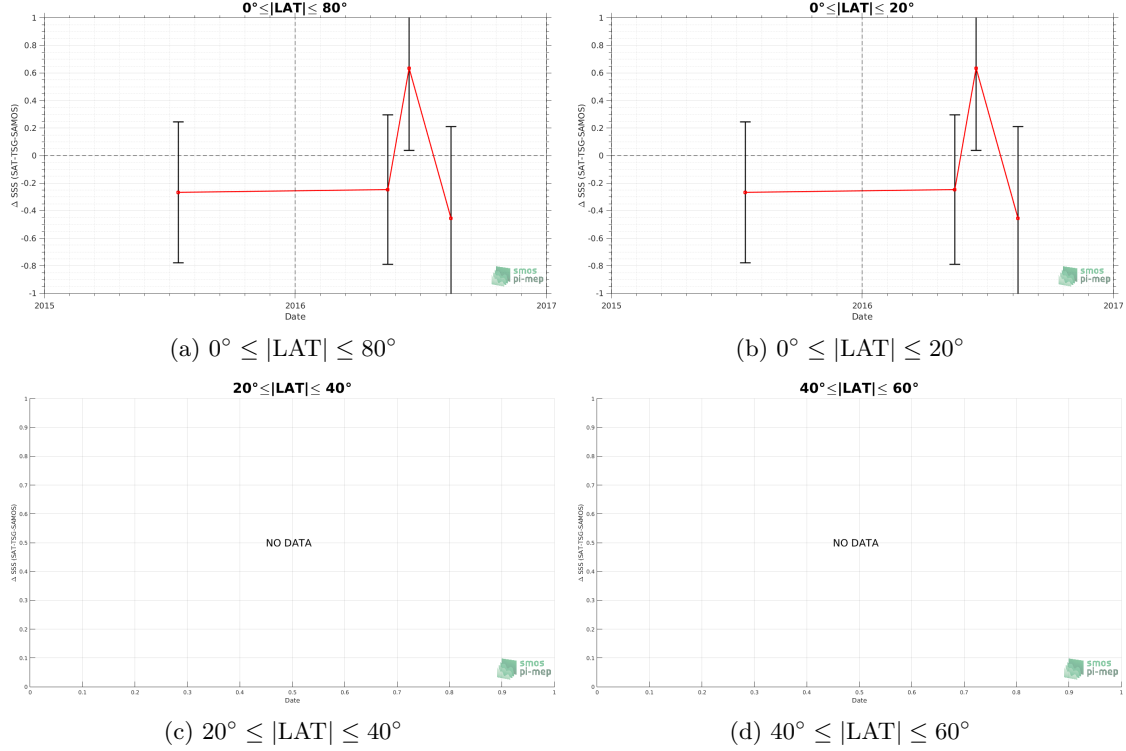 0°≤|LAT|≤ 80°
1
0.8
0.6
0.4
0.2
0
-0.2
-0.4
-0.6
-0.8
-1
Δ SSS (SAT-TSG-SAMOS)
2015
2016
2017
Date
smos
pi-mep
(a) 0° ≤ |LAT| ≤ 80°
0°≤|LAT|≤ 20°
1
0.8
0.6
0.4
0.2
0
-0.2
-0.4
-0.6
-0.8
-1
Δ SSS (SAT-TSG-SAMOS)
2015
2016
2017
Date
smos
pi-mep
(b) 0° ≤ |LAT| ≤ 20°
20°≤|LAT|≤ 40°
1
0.9
0.8
0.7
0.6
0.5
0.4
0.3
0.2
0.1
0
Δ SSS (SAT-TSG-SAMOS)
NO DATA
0 0.1 0.2 0.3 0.4 0.5 0.6 0.7 0.8 0.9 1
Date
smos
pi-mep
(c) 20° ≤ |LAT| ≤ 40°
40°≤|LAT|≤ 60°
1
0.9
0.8
0.7
0.6
0.5
0.4
0.3
0.2
0.1
0
Δ SSS (SAT-TSG-SAMOS)
NO DATA
0 0.1 0.2 0.3 0.4 0.5 0.6 0.7 0.8 0.9 1
Date
smos
pi-mep
(d) 40° ≤ |LAT| ≤ 60°